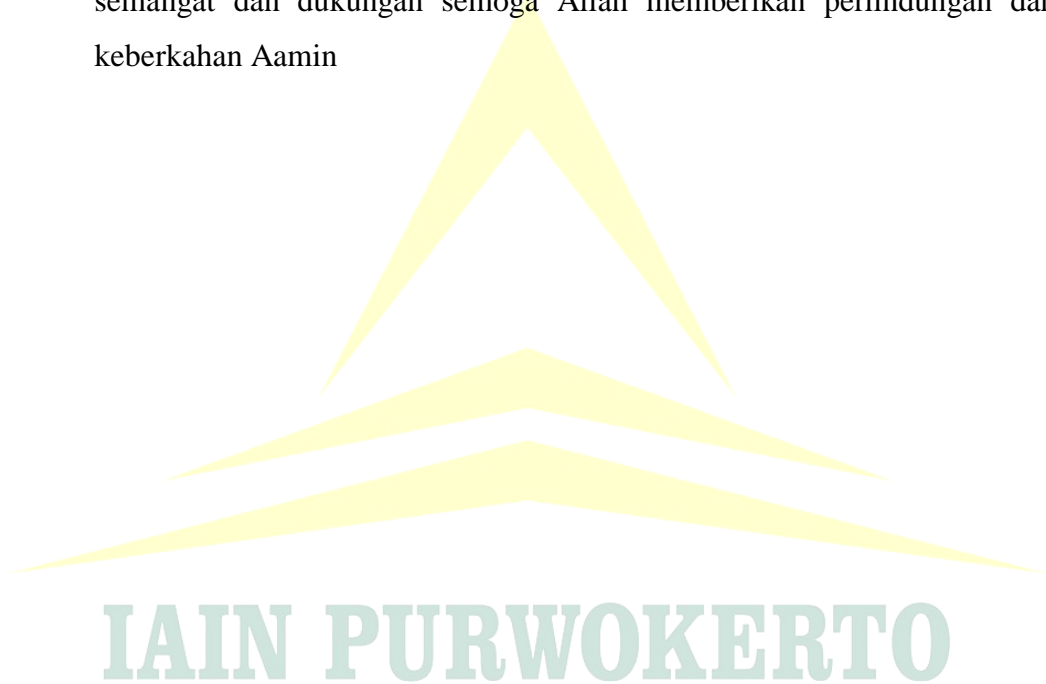 semangat dan dukungan semoga Allah memberikan perlindungan dan
keberkahan Aamin
IAIN PURWOKERTO